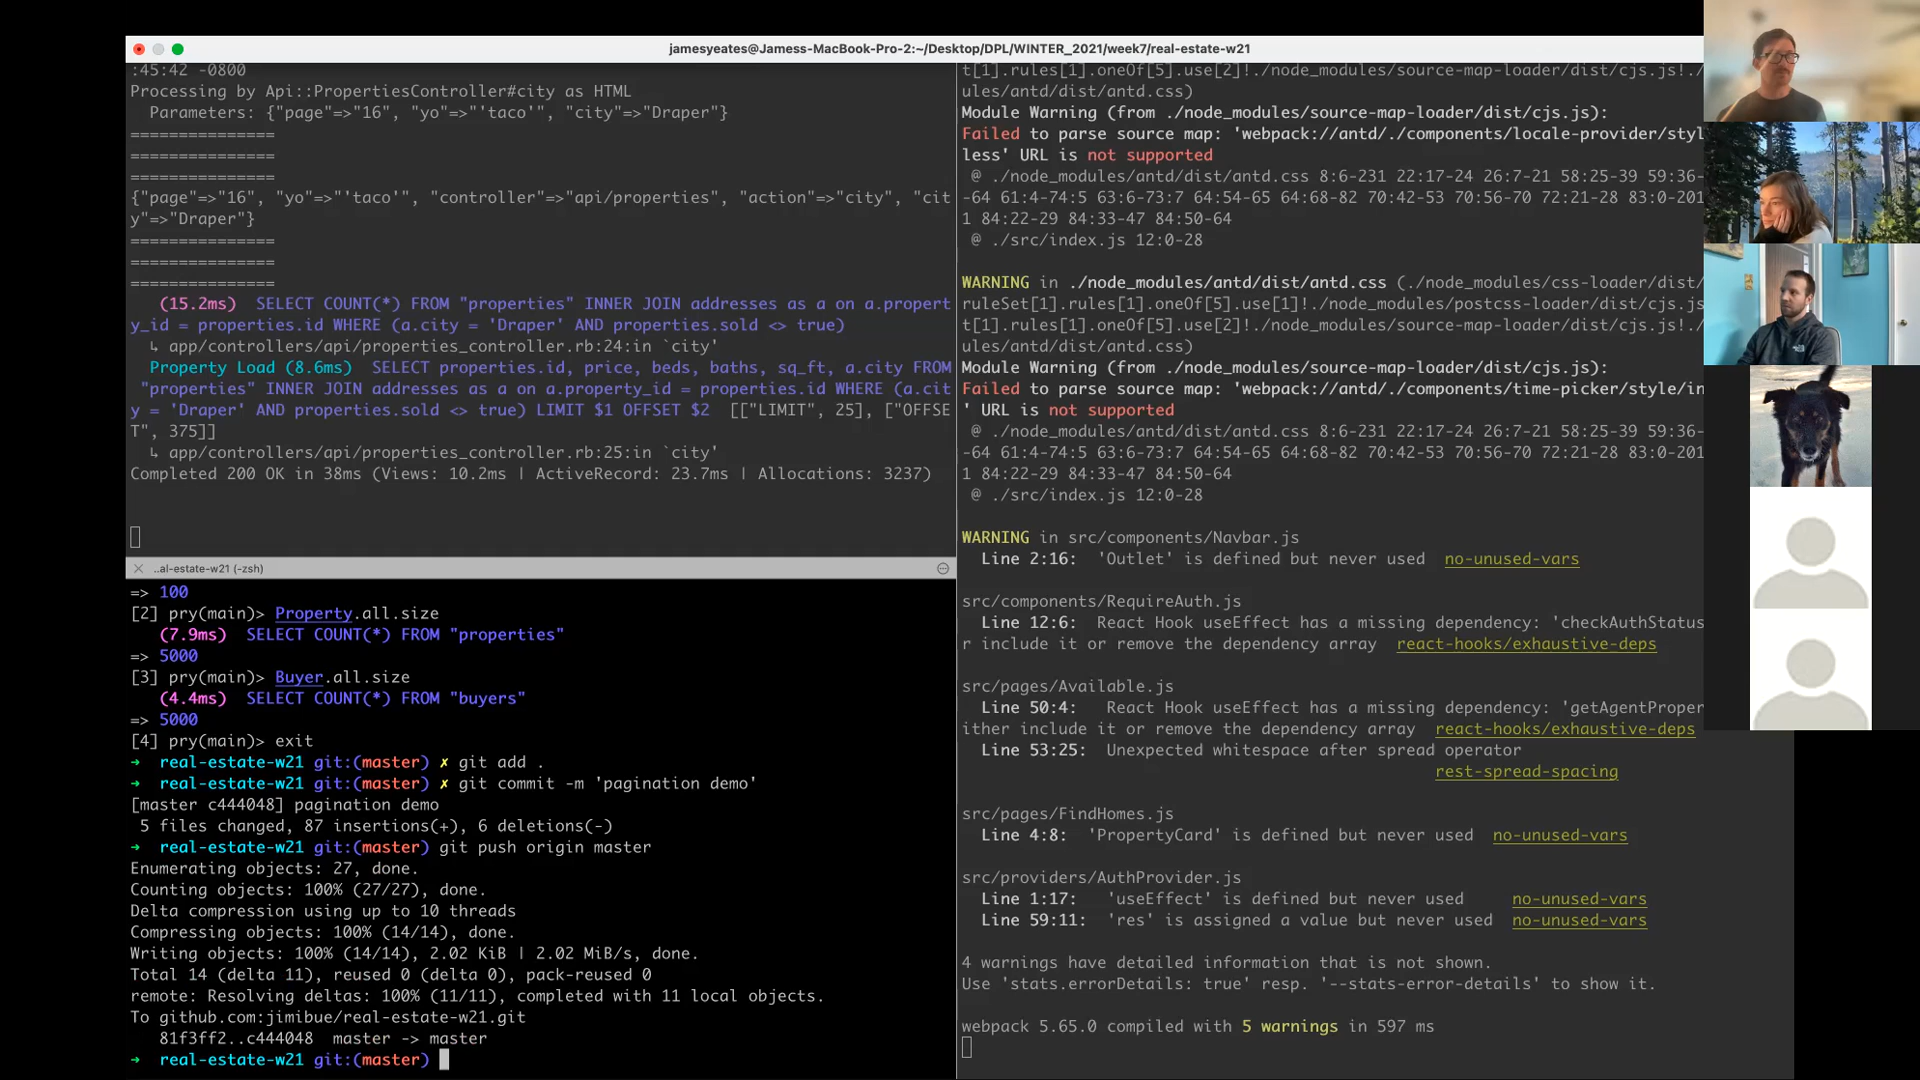 jamesyeates@Jamess-MacBook-Pro-2:~/Desktop/DPL/WINTER_2021/week7/real-estate-w21
:45:42 -0800
Processing by Api::PropertiesController#city as HTML
  Parameters: {"page"=>"16", "yo"=>"'taco'", "city"=>"Draper"}
===============
===============
===============
{"page"=>"16", "yo"=>"'taco'", "controller"=>"api/properties", "action"=>"city", "cit
y"=>"Draper"}
===============
===============
===============
   (15.2ms)  SELECT COUNT(*) FROM "properties" INNER JOIN addresses as a on a.propert
y_id = properties.id WHERE (a.city = 'Draper' AND properties.sold <> true)
  ↳ app/controllers/api/properties_controller.rb:24:in `city'
  Property Load (8.6ms)  SELECT properties.id, price, beds, baths, sq_ft, a.city FROM
 "properties" INNER JOIN addresses as a on a.property_id = properties.id WHERE (a.cit
y = 'Draper' AND properties.sold <> true) LIMIT $1 OFFSET $2  [["LIMIT", 25], ["OFFSE
T", 375]]
  ↳ app/controllers/api/properties_controller.rb:25:in `city'
Completed 200 OK in 38ms (Views: 10.2ms | ActiveRecord: 23.7ms | Allocations: 3237)
..al-estate-w21 (-zsh)
=> 100
[2] pry(main)> Property.all.size
   (7.9ms)  SELECT COUNT(*) FROM "properties"
=> 5000
[3] pry(main)> Buyer.all.size
   (4.4ms)  SELECT COUNT(*) FROM "buyers"
=> 5000
[4] pry(main)> exit
→  real-estate-w21 git:(master) ✗ git add .
→  real-estate-w21 git:(master) ✗ git commit -m 'pagination demo'
[master c444048] pagination demo
 5 files changed, 87 insertions(+), 6 deletions(-)
→  real-estate-w21 git:(master) git push origin master
Enumerating objects: 27, done.
Counting objects: 100% (27/27), done.
Delta compression using up to 10 threads
Compressing objects: 100% (14/14), done.
Writing objects: 100% (14/14), 2.02 KiB | 2.02 MiB/s, done.
Total 14 (delta 11), reused 0 (delta 0), pack-reused 0
remote: Resolving deltas: 100% (11/11), completed with 11 local objects.
To github.com:jimibue/real-estate-w21.git
   81f3ff2..c444048  master -> master
→  real-estate-w21 git:(master)
t[1].rules[1].oneOf[5].use[2]!./node_modules/source-map-loader/dist/cjs.js!./
ules/antd/dist/antd.css)
Module Warning (from ./node_modules/source-map-loader/dist/cjs.js):
Failed to parse source map: 'webpack://antd/./components/locale-provider/styl
less' URL is not supported
 @ ./node_modules/antd/dist/antd.css 8:6-231 22:17-24 26:7-21 58:25-39 59:36-
-64 61:4-74:5 63:6-73:7 64:54-65 64:68-82 70:42-53 70:56-70 72:21-28 83:0-201
1 84:22-29 84:33-47 84:50-64
 @ ./src/index.js 12:0-28
WARNING in ./node_modules/antd/dist/antd.css (./node_modules/css-loader/dist/
ruleSet[1].rules[1].oneOf[5].use[1]!./node_modules/postcss-loader/dist/cjs.js
t[1].rules[1].oneOf[5].use[2]!./node_modules/source-map-loader/dist/cjs.js!./
ules/antd/dist/antd.css)
Module Warning (from ./node_modules/source-map-loader/dist/cjs.js):
Failed to parse source map: 'webpack://antd/./components/time-picker/style/in
' URL is not supported
 @ ./node_modules/antd/dist/antd.css 8:6-231 22:17-24 26:7-21 58:25-39 59:36-
-64 61:4-74:5 63:6-73:7 64:54-65 64:68-82 70:42-53 70:56-70 72:21-28 83:0-201
1 84:22-29 84:33-47 84:50-64
 @ ./src/index.js 12:0-28
WARNING in src/components/Navbar.js
  Line 2:16:  'Outlet' is defined but never used  no-unused-vars
src/components/RequireAuth.js
  Line 12:6:  React Hook useEffect has a missing dependency: 'checkAuthStatus
r include it or remove the dependency array  react-hooks/exhaustive-deps
src/pages/Available.js
  Line 50:4:   React Hook useEffect has a missing dependency: 'getAgentProper
ither include it or remove the dependency array  react-hooks/exhaustive-deps
  Line 53:25:  Unexpected whitespace after spread operator
rest-spread-spacing
src/pages/FindHomes.js
  Line 4:8:  'PropertyCard' is defined but never used  no-unused-vars
src/providers/AuthProvider.js
  Line 1:17:   'useEffect' is defined but never used     no-unused-vars
  Line 59:11:  'res' is assigned a value but never used  no-unused-vars
4 warnings have detailed information that is not shown.
Use 'stats.errorDetails: true' resp. '--stats-error-details' to show it.
webpack 5.65.0 compiled with 5 warnings in 597 ms